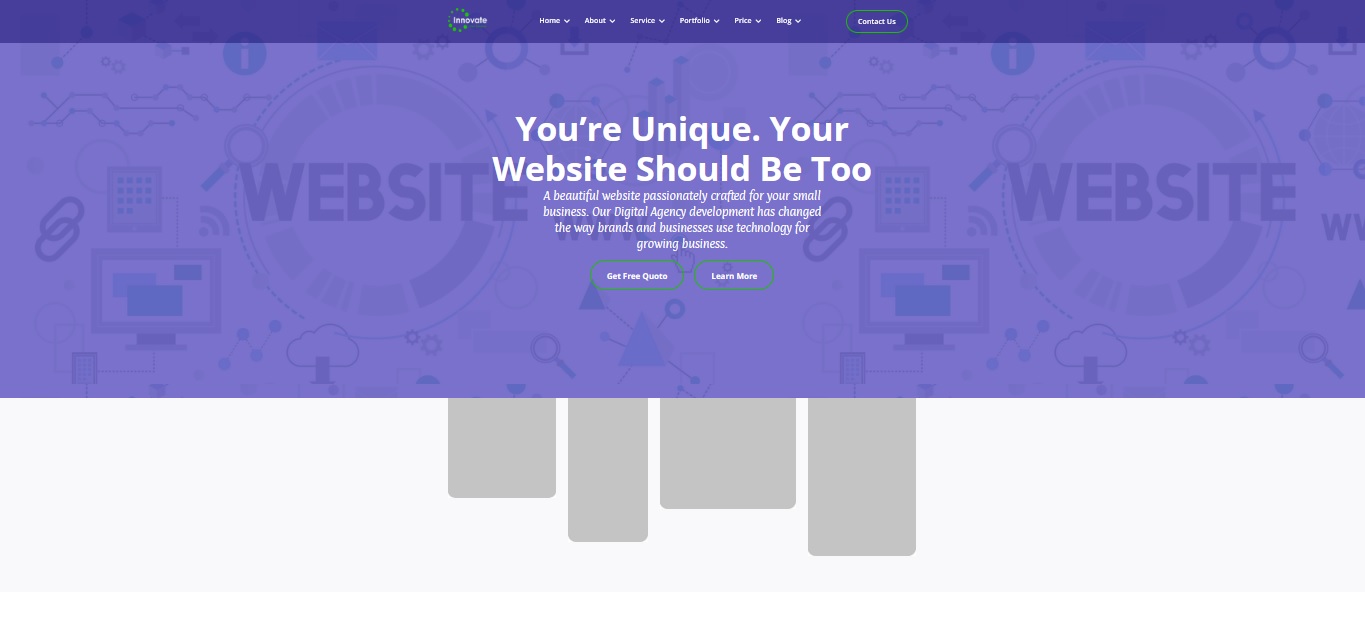 Innovate
Home
About
Service
Portfolio
Price
Blog
Contact Us
You’re Unique. Your
Website Should Be Too
A beautiful website passionately crafted for your small
business. Our Digital Agency development has changed
the way brands and businesses use technology for
growing business.
Get Free Quoto
Learn More
WEBSITE
WEBSITE
WWW
WW